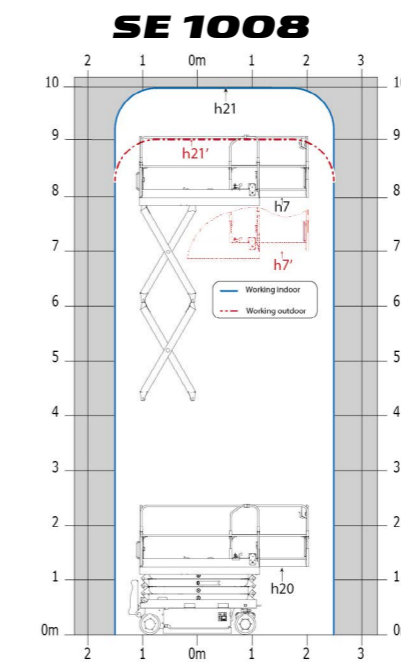 SE 1008
2 1 0m 1 2 3
10 10
h21
9 9
h21'
8 8
h7
7 7
h7'
Working indoor
6 6
Working outdoor
5 5
4 4
3 3
2 2
1 1
h20
0m 0
2 1 0m 1 2 3